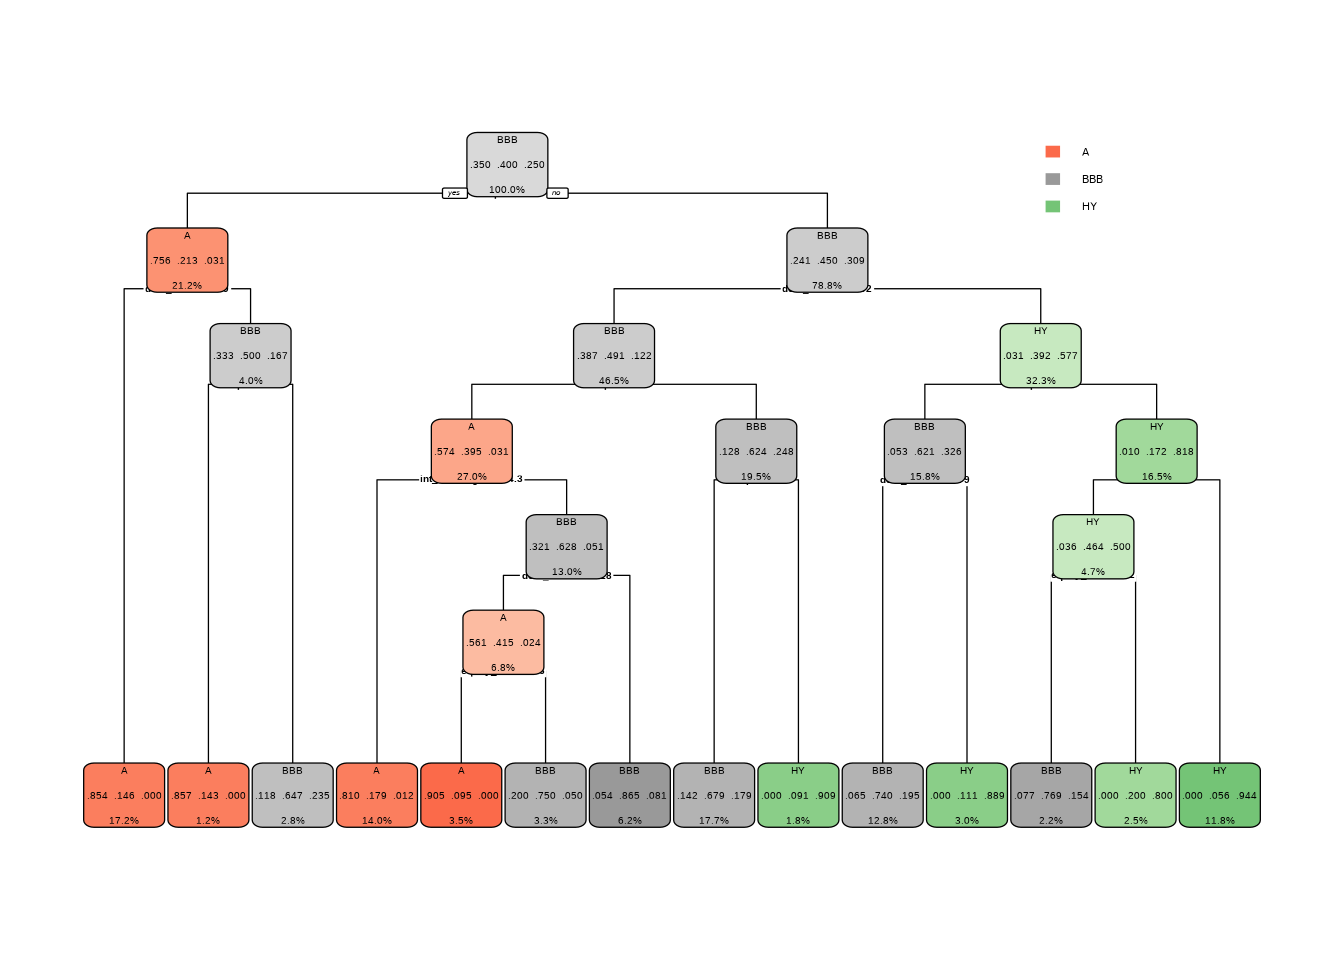 BBB
.350 .400 .250
100.0%
yes
no
A
BBB
HY
A
.756 .213 .031
21.2%
BBB
.241 .450 .309
78.8%
BBB
.333 .500 .167
4.0%
BBB
.387 .491 .122
46.5%
HY
.031 .392 .577
32.3%
A
.574 .395 .031
27.0%
BBB
.128 .624 .248
19.5%
BBB
.053 .621 .326
15.8%
HY
.010 .172 .818
16.5%
BBB
.321 .628 .051
13.0%
HY
.036 .464 .500
4.7%
A
.561 .415 .024
6.8%
A
.854 .146 .000
17.2%
A
.857 .143 .000
1.2%
BBB
.118 .647 .235
2.8%
A
.810 .179 .012
14.0%
A
.905 .095 .000
3.5%
BBB
.200 .750 .050
3.3%
BBB
.054 .865 .081
6.2%
BBB
.142 .679 .179
17.7%
HY
.000 .091 .909
1.8%
BBB
.065 .740 .195
12.8%
HY
.000 .111 .889
3.0%
BBB
.077 .769 .154
2.2%
HY
.000 .200 .800
2.5%
HY
.000 .056 .944
11.8%